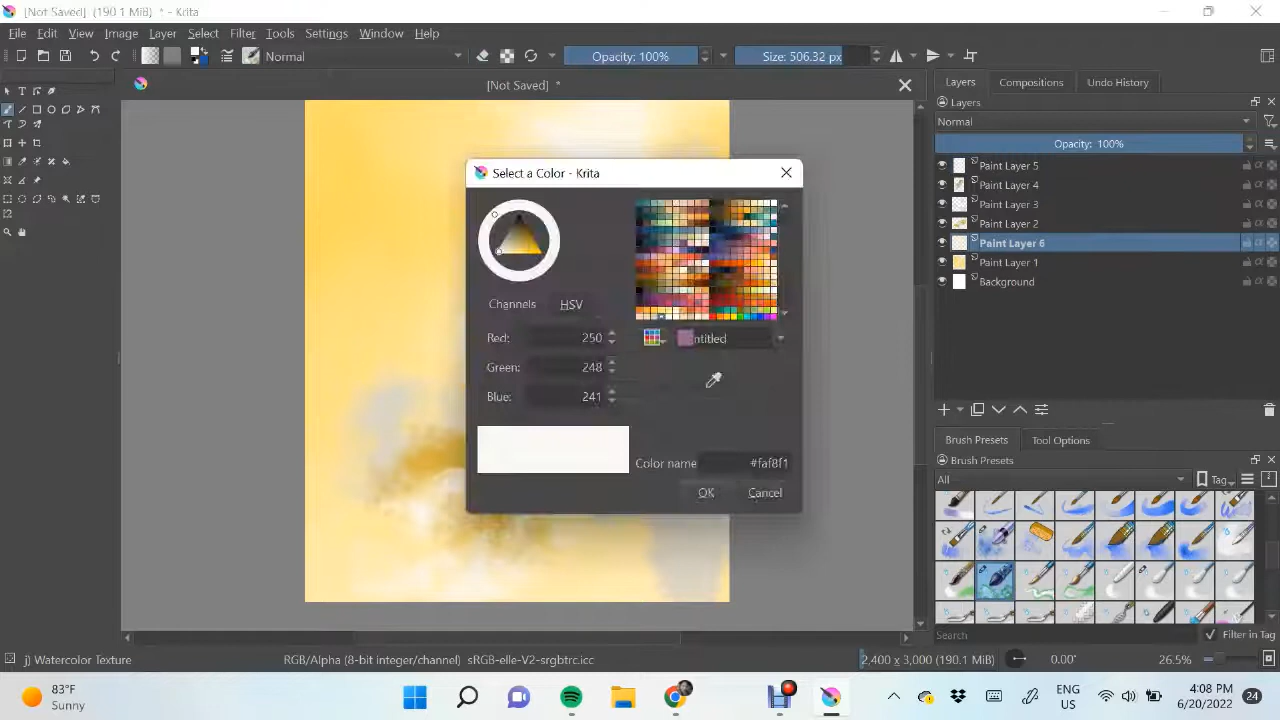 [Not Saved] (190.1 MiB) * - Krita
File Edit View Image Layer Select Filter Tools Settings Window Help
Normal Opacity: 100% Size: 506.32 px
[Not Saved] *
Layers Compositions Undo History
Layers
Normal
Opacity: 100%
Paint Layer 5
Paint Layer 4
Paint Layer 3
Paint Layer 2
Paint Layer 6
Paint Layer 1
Background
Select a Color - Krita
Channels HSV
Red: 250
ntitled
Green: 248
Blue: 241
Color name #faf8f1
OK Cancel
Brush Presets Tool Options
Brush Presets
All Tag
Search Filter in Tag
j) Watercolor Texture RGB/Alpha (8-bit integer/channel) sRGB-elle-V2-srgbtrc.icc 2,400 x 3,000 (190.1 MiB) 0.00° 26.5%
83°F
Sunny
ENG
US
4:08 PM
6/20/2022
24